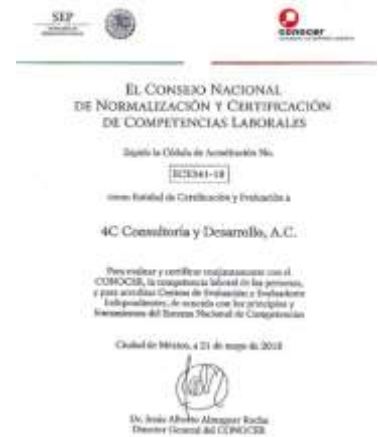 SEP
conocer
EL CONSEJO NACIONAL
DE NORMALIZACIÓN Y CERTIFICACIÓN
DE COMPETENCIAS LABORALES
Expide la Cédula de Acreditación No.
ECE361-18
como Entidad de Certificación y Evaluación a
4C Consultoría y Desarrollo, A.C.
Para evaluar y certificar conjuntamente con el
CONOCER, la competencia laboral de las personas,
y para acreditar Centros de Evaluación y Evaluadores
Independientes, de acuerdo con los principios y
lineamientos del Sistema Nacional de Competencias
Ciudad de México, a 21 de mayo de 2018
Dr. Jesús Alberto Almaguer Rocha
Director General del CONOCER